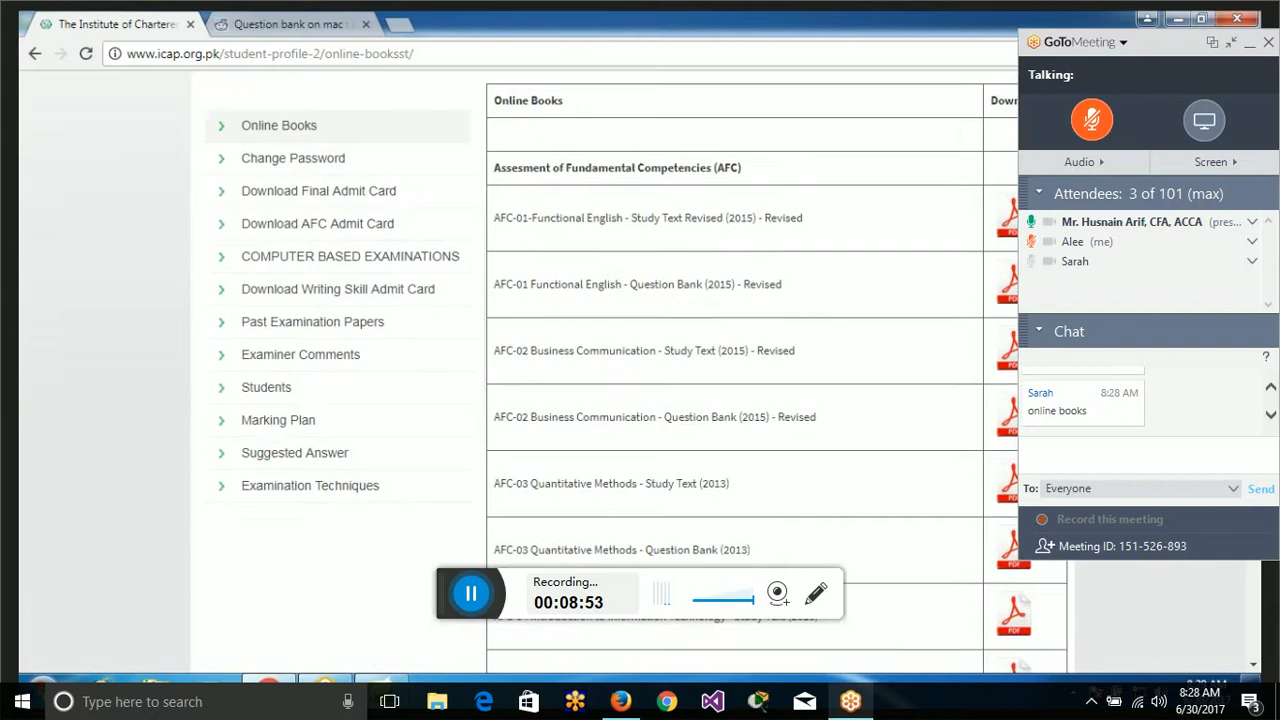 The Institute of Chartere
Question bank on mac
www.icap.org.pk/student-profile-2/online-booksst/
Online Books
Change Password
Download Final Admit Card
Download AFC Admit Card
COMPUTER BASED EXAMINATIONS
Download Writing Skill Admit Card
Past Examination Papers
Examiner Comments
Students
Marking Plan
Suggested Answer
Examination Techniques
Online Books
Down
Assesment of Fundamental Competencies (AFC)
AFC-01-Functional English - Study Text Revised (2015) - Revised
AFC-01 Functional English - Question Bank (2015) - Revised
AFC-02 Business Communication - Study Text (2015) - Revised
AFC-02 Business Communication - Question Bank (2015) - Revised
AFC-03 Quantitative Methods - Study Text (2013)
AFC-03 Quantitative Methods - Question Bank (2013)
PDF
GoToMeeting
Talking:
Audio
Screen
Attendees: 3 of 101 (max)
Mr. Husnain Arif, CFA, ACCA (pres...
Alee (me)
Sarah
Chat
?
Sarah 8:28 AM
online books
To: Everyone
Send
Record this meeting
Meeting ID: 151-526-893
Recording...
00:08:53
Type here to search
8:28 AM
6/30/2017
3